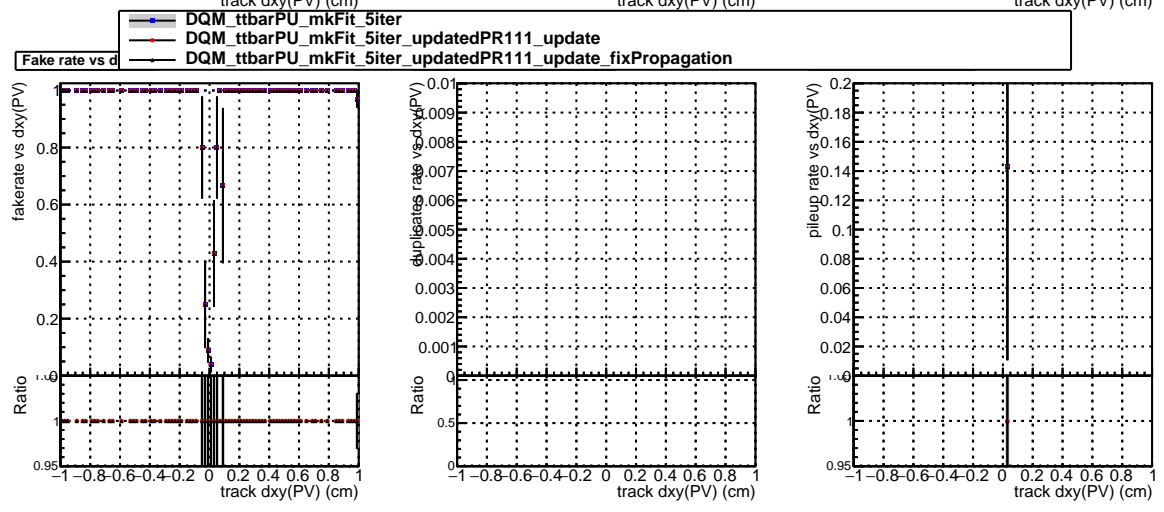 track dxy(PV) (cm)
track dxy(PV) (cm)
track dxy(PV) (cm)
DQM_ttbarPU_mkFit_5iter
DQM_ttbarPU_mkFit_5iter_updatedPR111_update
DQM_ttbarPU_mkFit_5iter_updatedPR111_update_fixPropagation
Fake rate vs d
fakerate vs dxy(PV)
1
0.8
0.6
0.4
0.2
Ratio
1
0.95
−1 −0.8 −0.6 −0.4 −0.2 0 0.2 0.4 0.6 0.8 1
track dxy(PV) (cm)
duplicates rate vs dxy(PV)
0.01
0.009
0.008
0.007
0.006
0.005
0.004
0.003
0.002
0.001
0
Ratio
1
0.5
0
−1 −0.8 −0.6 −0.4 −0.2 0 0.2 0.4 0.6 0.8 1
track dxy(PV) (cm)
pileup rate vs dxy(PV)
0.2
0.18
0.16
0.14
0.12
0.1
0.08
0.06
0.04
0.02
0
Ratio
1
0.95
−1 −0.8 −0.6 −0.4 −0.2 0 0.2 0.4 0.6 0.8 1
track dxy(PV) (cm)